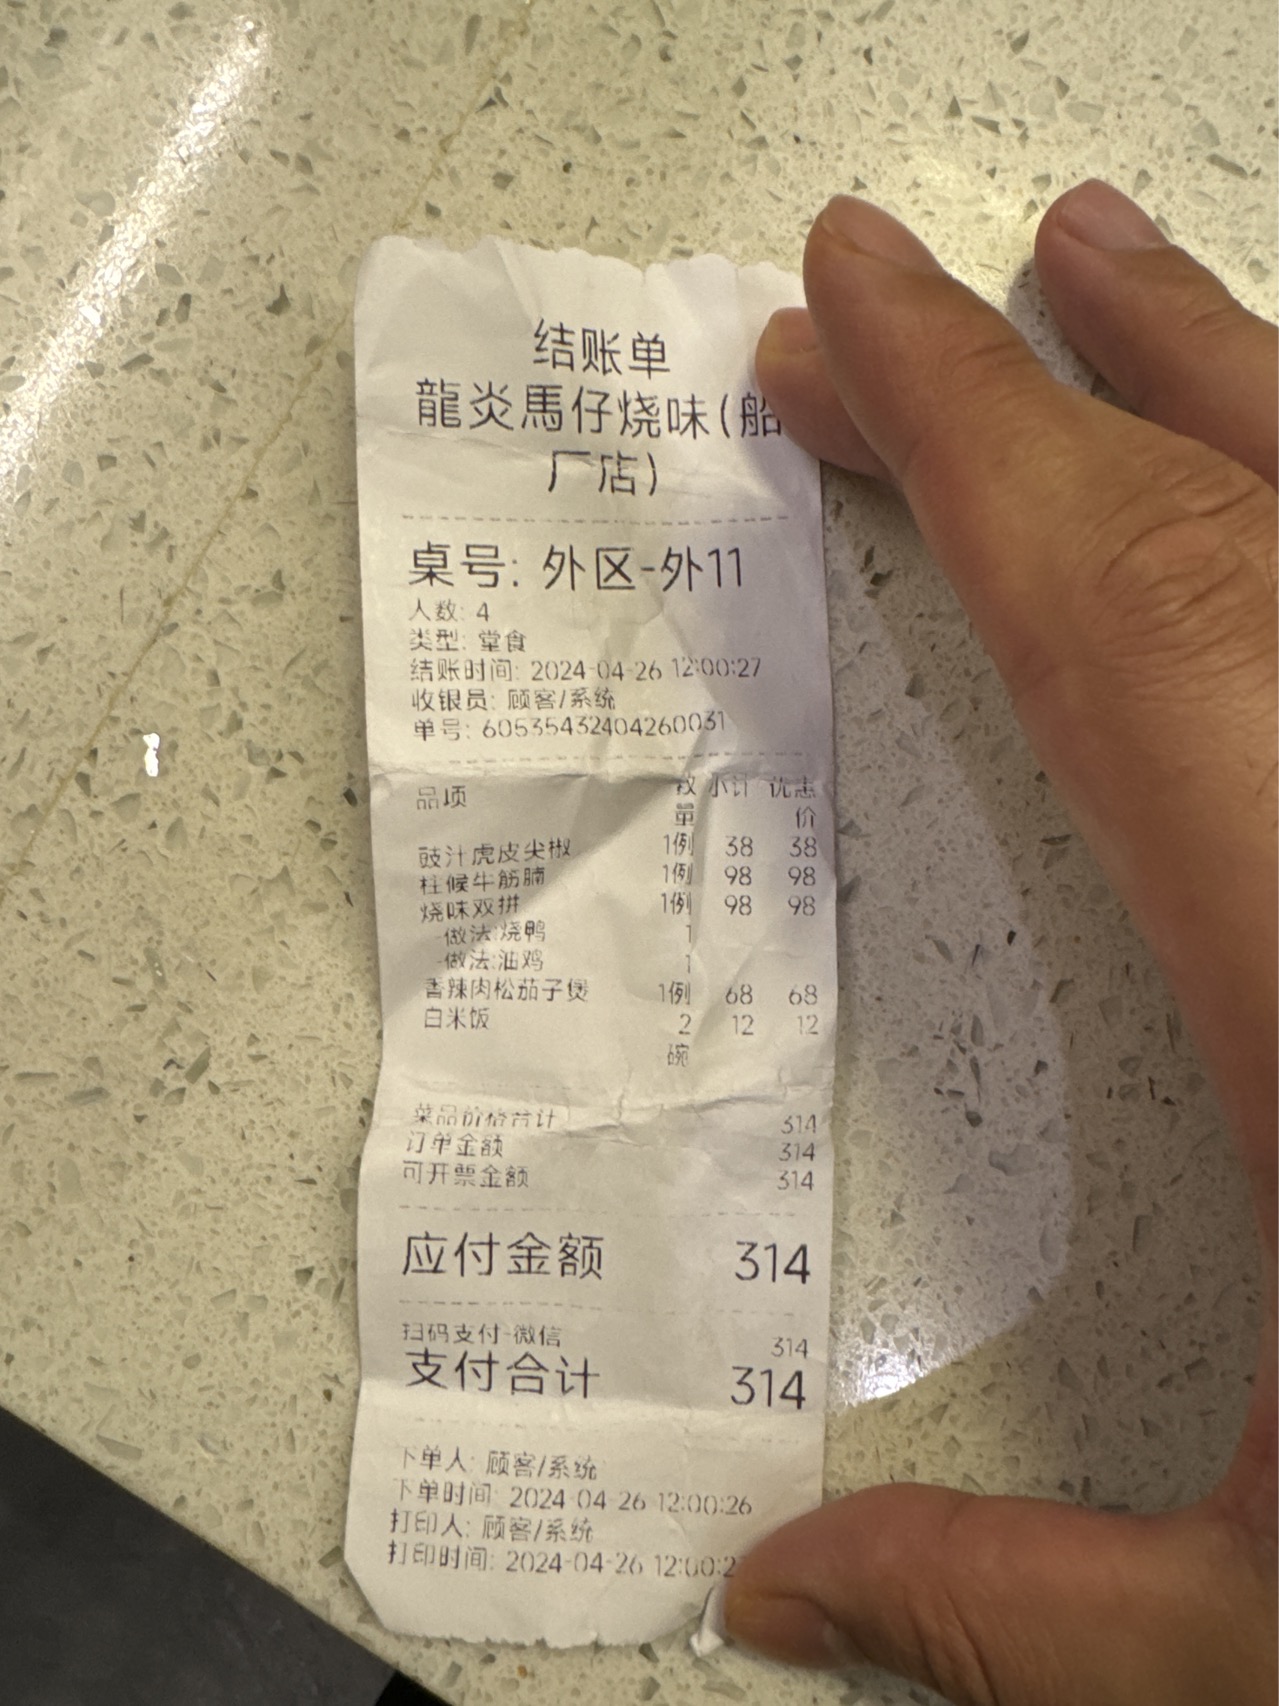 结账单
龍炎馬仔烧味(船
厂店)
桌号: 外区-外11
人数: 4
类型: 堂食
结账时间: 2024-04-26 12:00:27
收银员: 顾客/系统
单号: 60535432404260031
品项 数 小计 优惠
量 价
豉汁虎皮尖椒 1例 38 38
柱候牛筋腩 1例 98 98
烧味双拼 1例 98 98
-做法:烧鸭 1
-做法:油鸡 1
香辣肉松茄子煲 1例 68 68
白米饭 2 12 12
碗
菜品价格合计 314
订单金额 314
可开票金额 314
应付金额 314
扫码支付-微信 314
支付合计 314
下单人: 顾客/系统
下单时间: 2024-04-26 12:00:26
打印人: 顾客/系统
打印时间: 2024-04-26